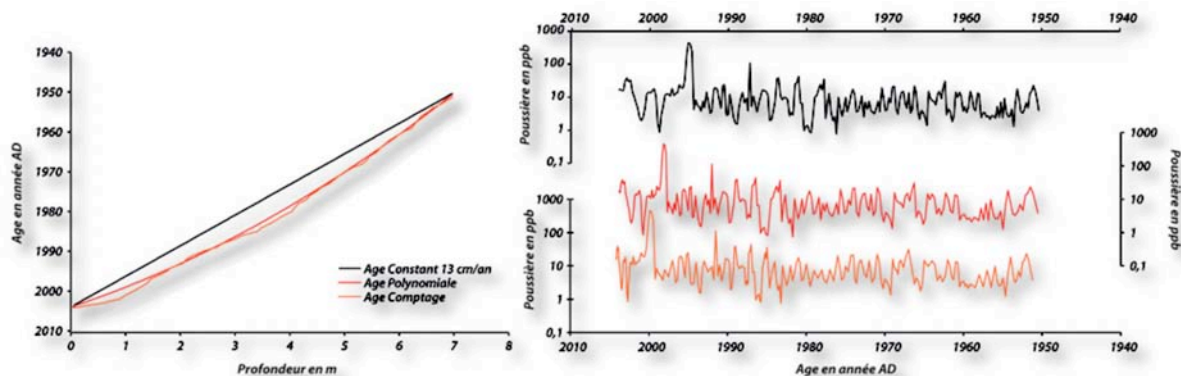 1940
1950
1960
1970
1980
1990
2000
2010
Age en année AD
0 1 2 3 4 5 6 7 8
Profondeur en m
Age Constant 13 cm/an
Age Polynomiale
Age Comptage
2010 2000 1990 1980 1970 1960 1950 1940
1000
100
10
1
0,1
Poussière en ppb
1000
100
10
1
0,1
Poussière en ppb
1000
100
10
1
0,1
Poussière en ppb
2010 2000 1990 1980 1970 1960 1950 1940
Age en année AD